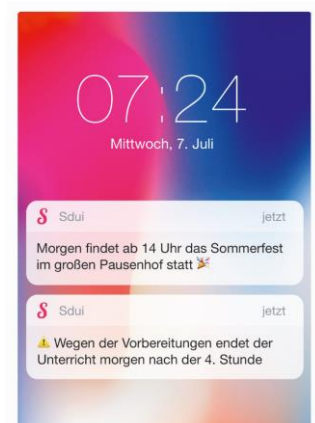 07:24
Mittwoch, 7. Juli
S Sdui jetzt
Morgen findet ab 14 Uhr das Sommerfest
im großen Pausenhof statt 🎉
S Sdui jetzt
⚠️ Wegen der Vorbereitungen endet der
Unterricht morgen nach der 4. Stunde